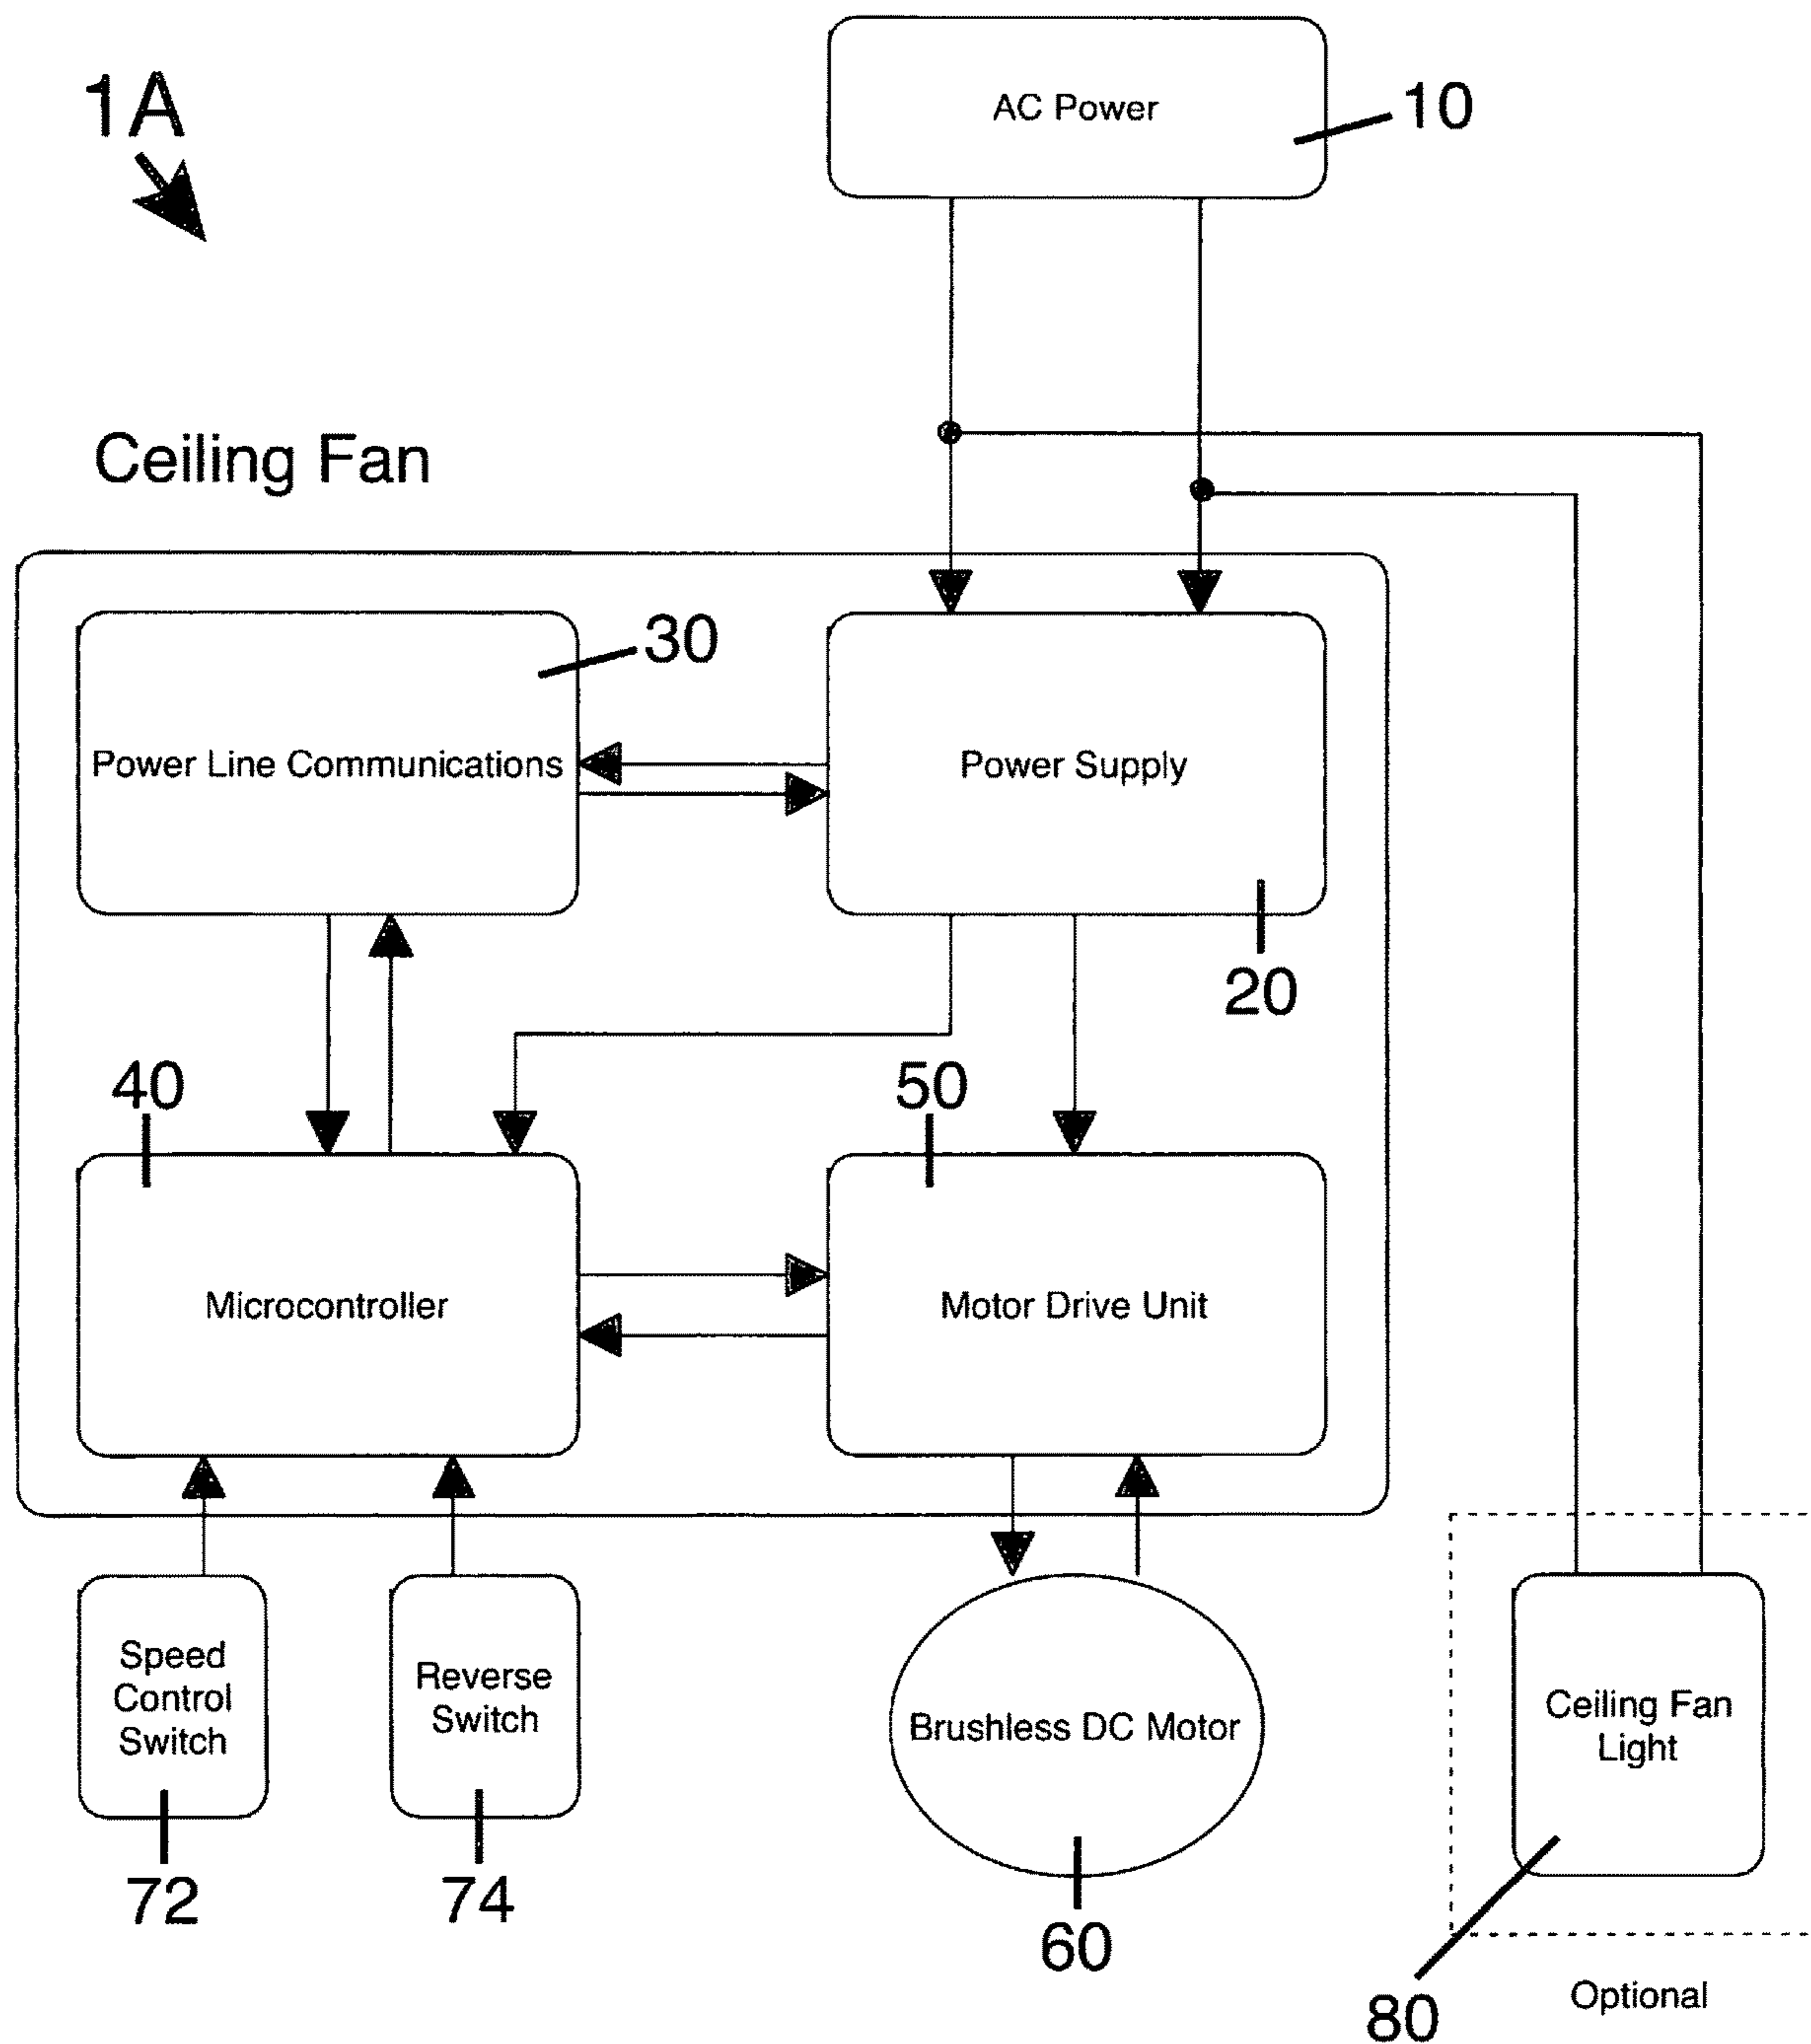 1A
AC Power
10
Ceiling Fan
30
Power Line Communications
Power Supply
20
40
50
Microcontroller
Motor Drive Unit
Speed
Control
Switch
Reverse
Switch
Brushless DC Motor
Ceiling Fan
Light
72
74
60
80
Optional